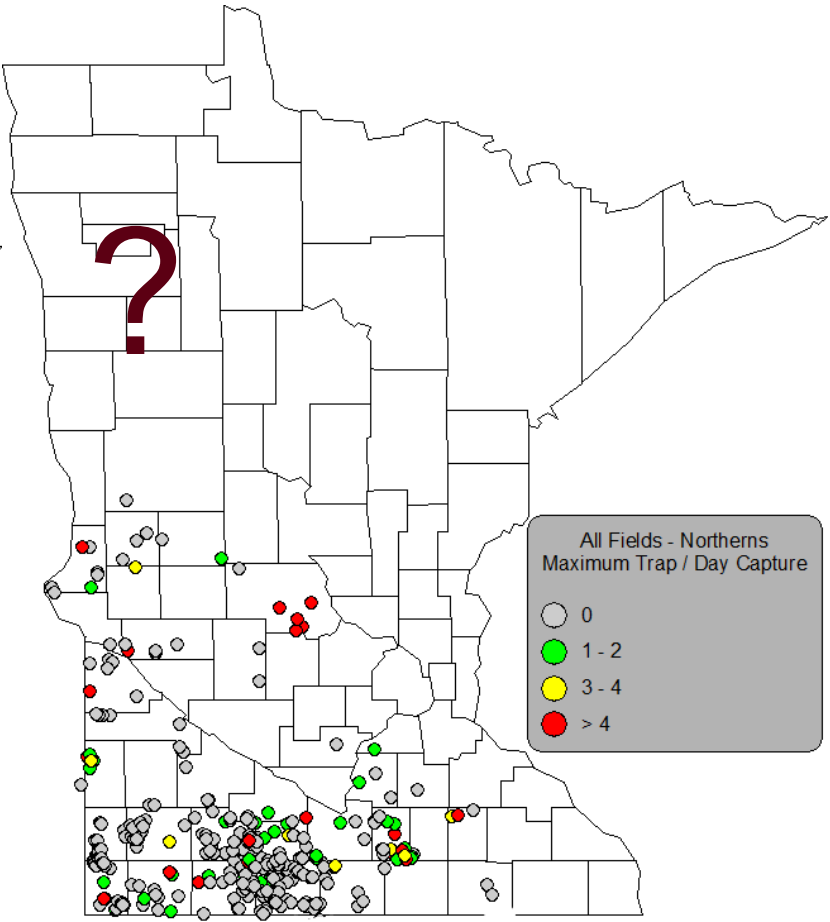 ?
All Fields - Northerns
Maximum Trap / Day Capture
0
1 - 2
3 - 4
> 4